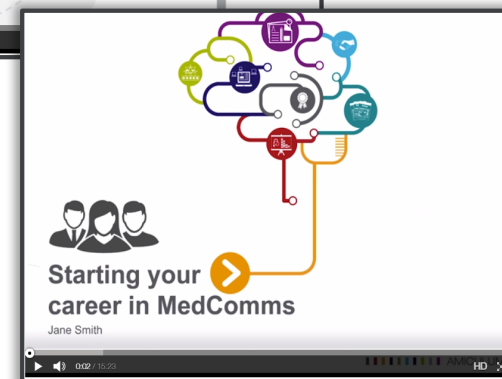 Starting your
career in MedComms
Jane Smith
0:02 / 15:23
HD